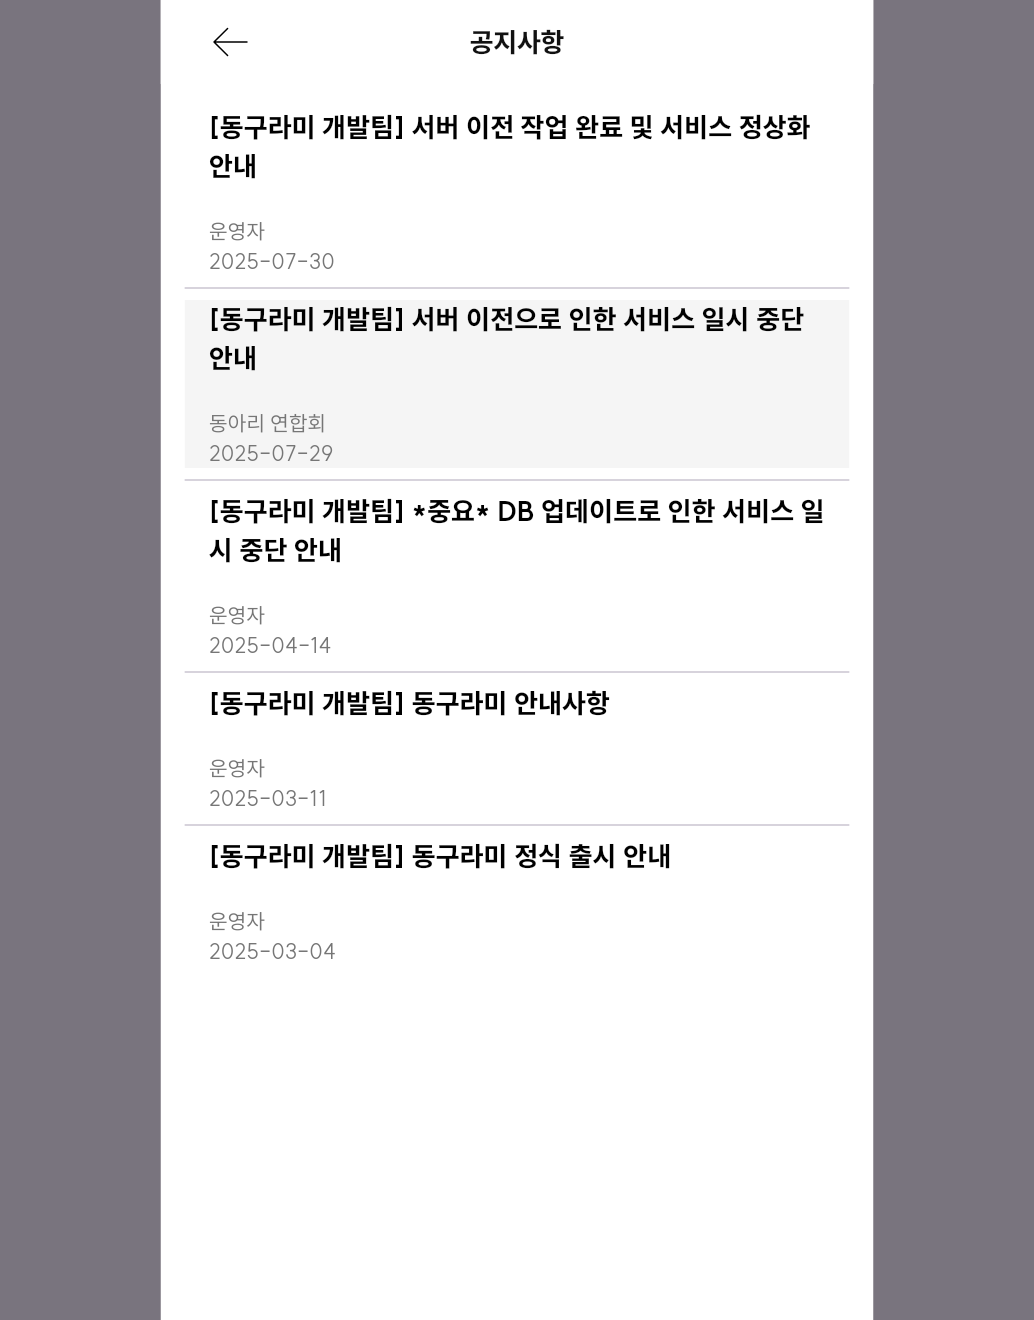 공지사항
[동구라미 개발팀] 서버 이전 작업 완료 및 서비스 정상화
안내
운영자
2025-07-30
[동구라미 개발팀] 서버 이전으로 인한 서비스 일시 중단
안내
동아리 연합회
2025-07-29
[동구라미 개발팀] *중요* DB 업데이트로 인한 서비스 일
시 중단 안내
운영자
2025-04-14
[동구라미 개발팀] 동구라미 안내사항
운영자
2025-03-11
[동구라미 개발팀] 동구라미 정식 출시 안내
운영자
2025-03-04